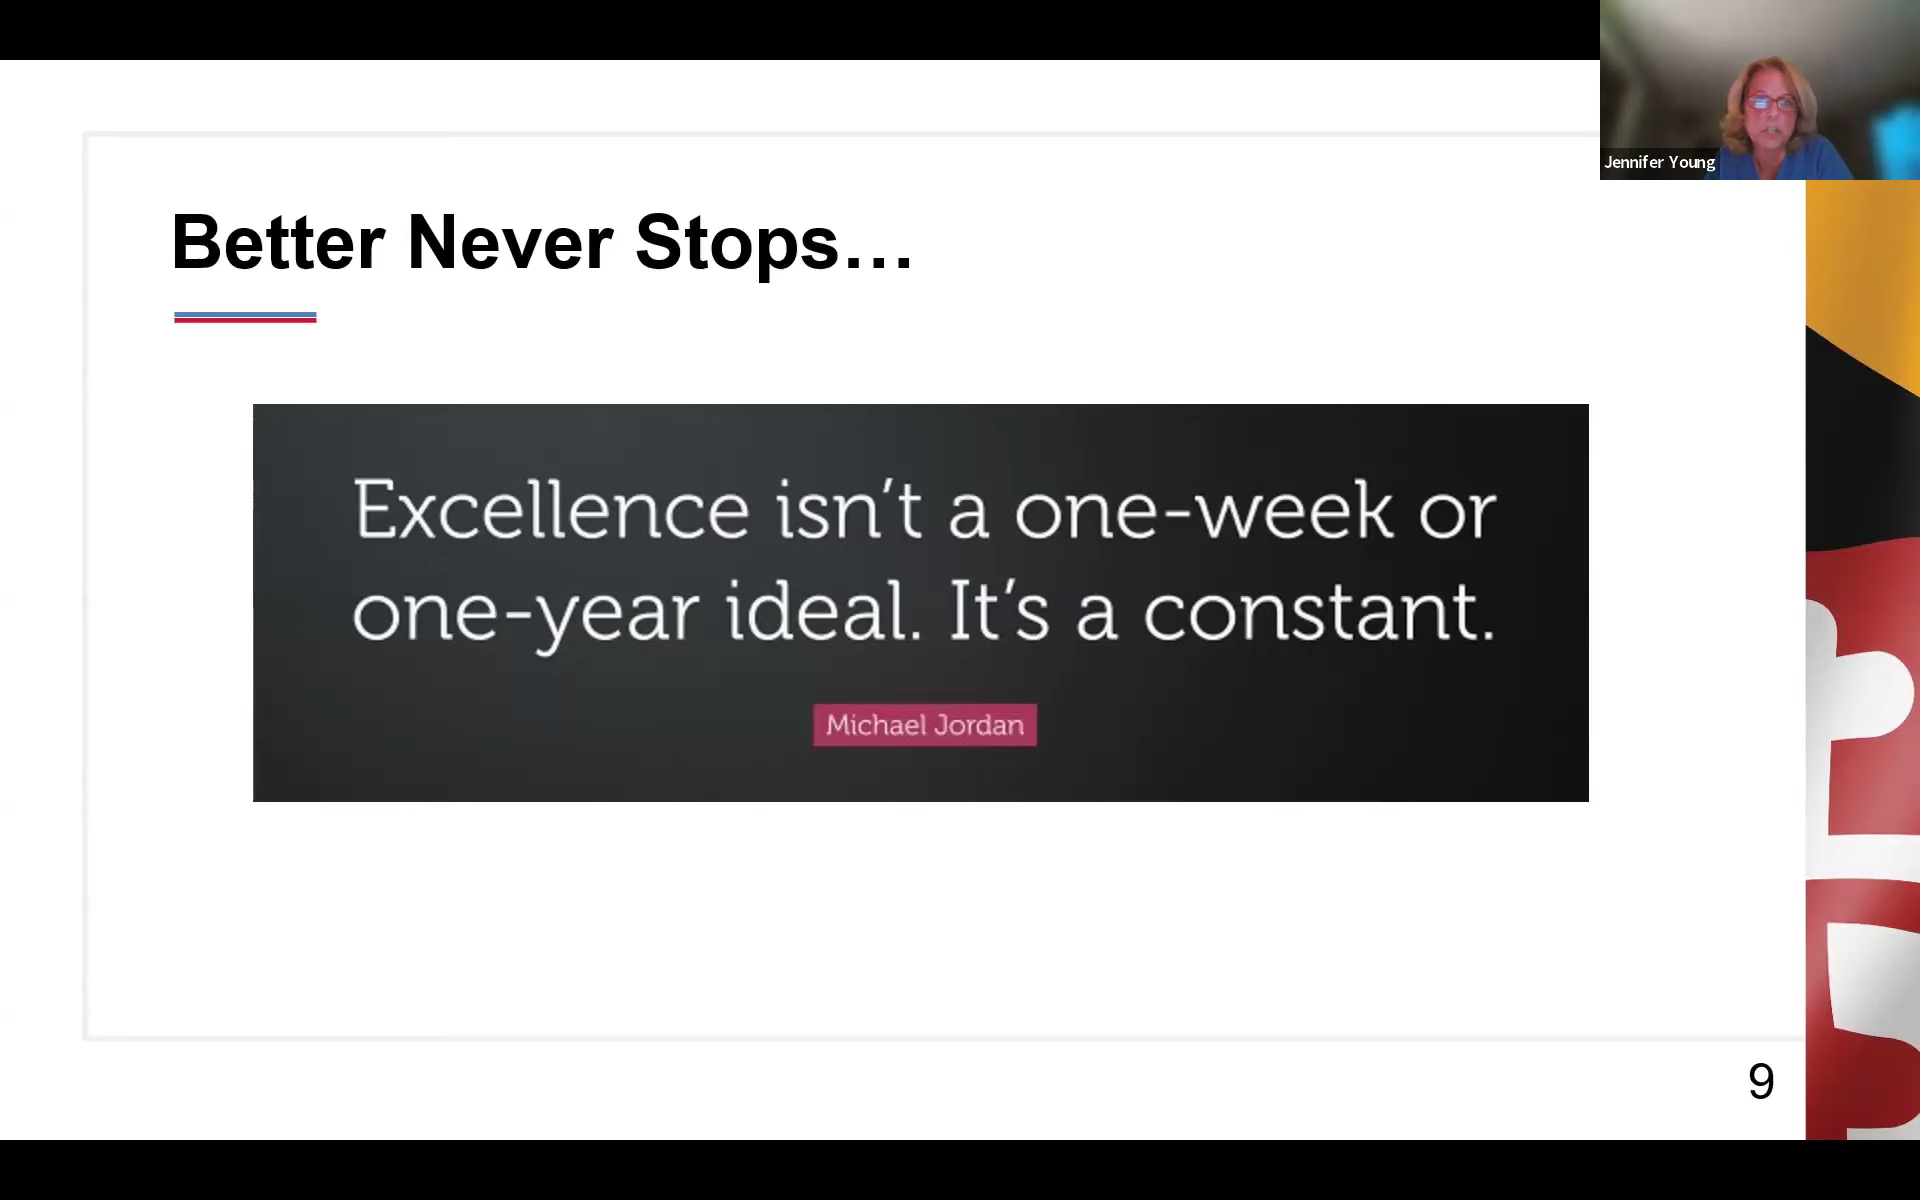 Jennifer Young
Better Never Stops…
Excellence isn’t a one-week or
one-year ideal. It’s a constant.
Michael Jordan
9